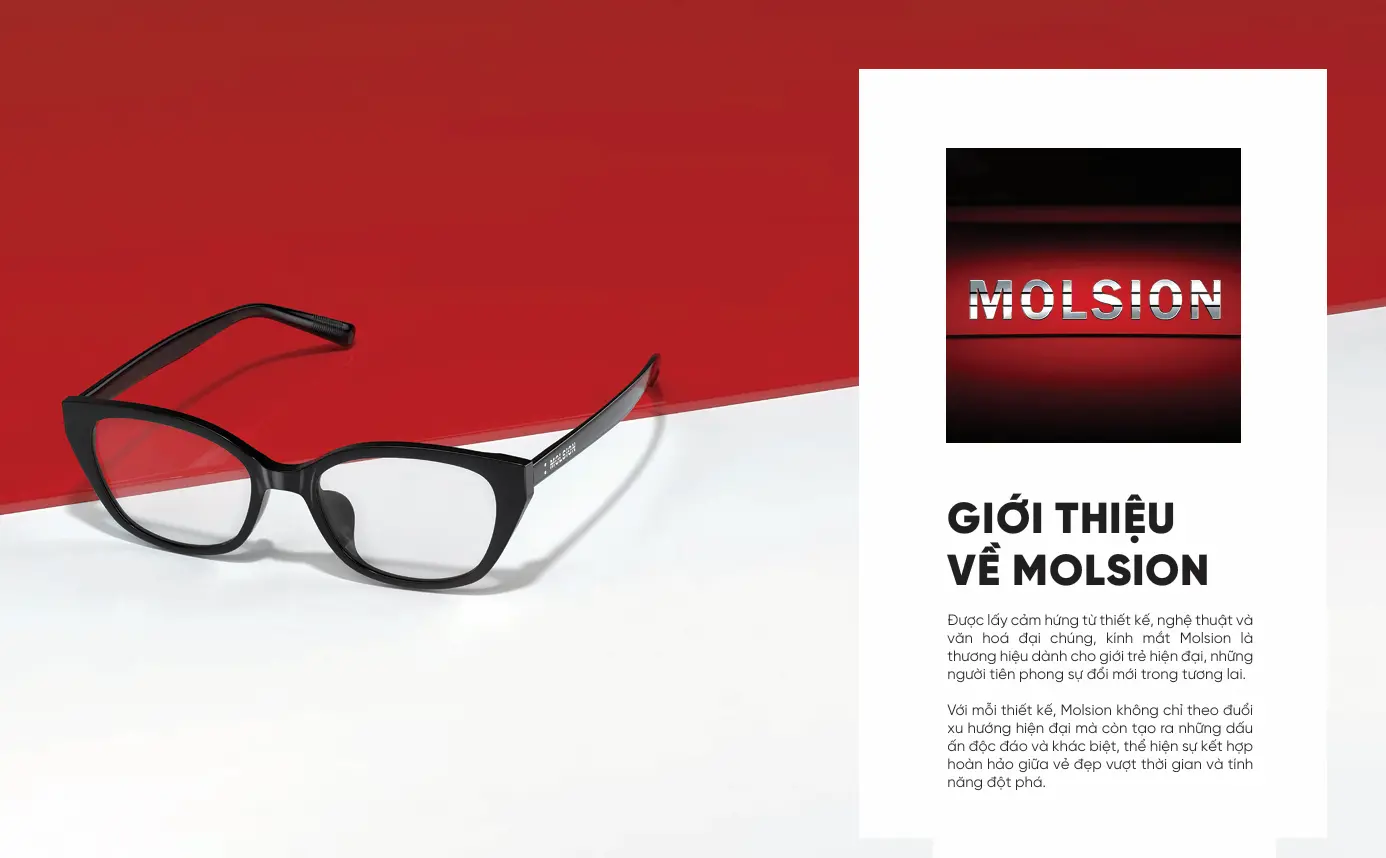 MOLSION
MOLSION
GIỚI THIỆU
VỀ MOLSION
Được lấy cảm hứng từ thiết kế, nghệ thuật và
văn hoá đại chúng, kính mắt Molsion là
thương hiệu dành cho giới trẻ hiện đại, những
người tiên phong sự đổi mới trong tương lai.
Với mỗi thiết kế, Molsion không chỉ theo đuổi
xu hướng hiện đại mà còn tạo ra những dấu
ấn độc đáo và khác biệt, thể hiện sự kết hợp
hoàn hảo giữa vẻ đẹp vượt thời gian và tính
năng đột phá.